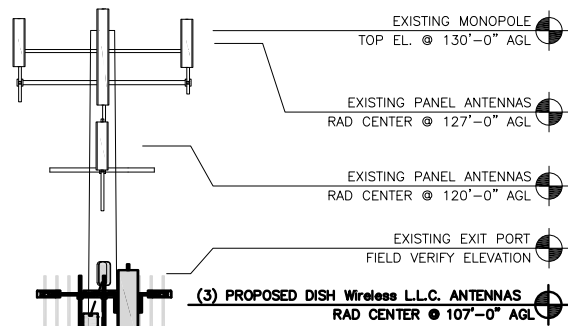 EXISTING MONOPOLE
TOP EL. @ 130'-0" AGL
EXISTING PANEL ANTENNAS
RAD CENTER @ 127'-0" AGL
EXISTING PANEL ANTENNAS
RAD CENTER @ 120'-0" AGL
EXISTING EXIT PORT
FIELD VERIFY ELEVATION
(3) PROPOSED DISH Wireless L.L.C. ANTENNAS
RAD CENTER @ 107'-0" AGL